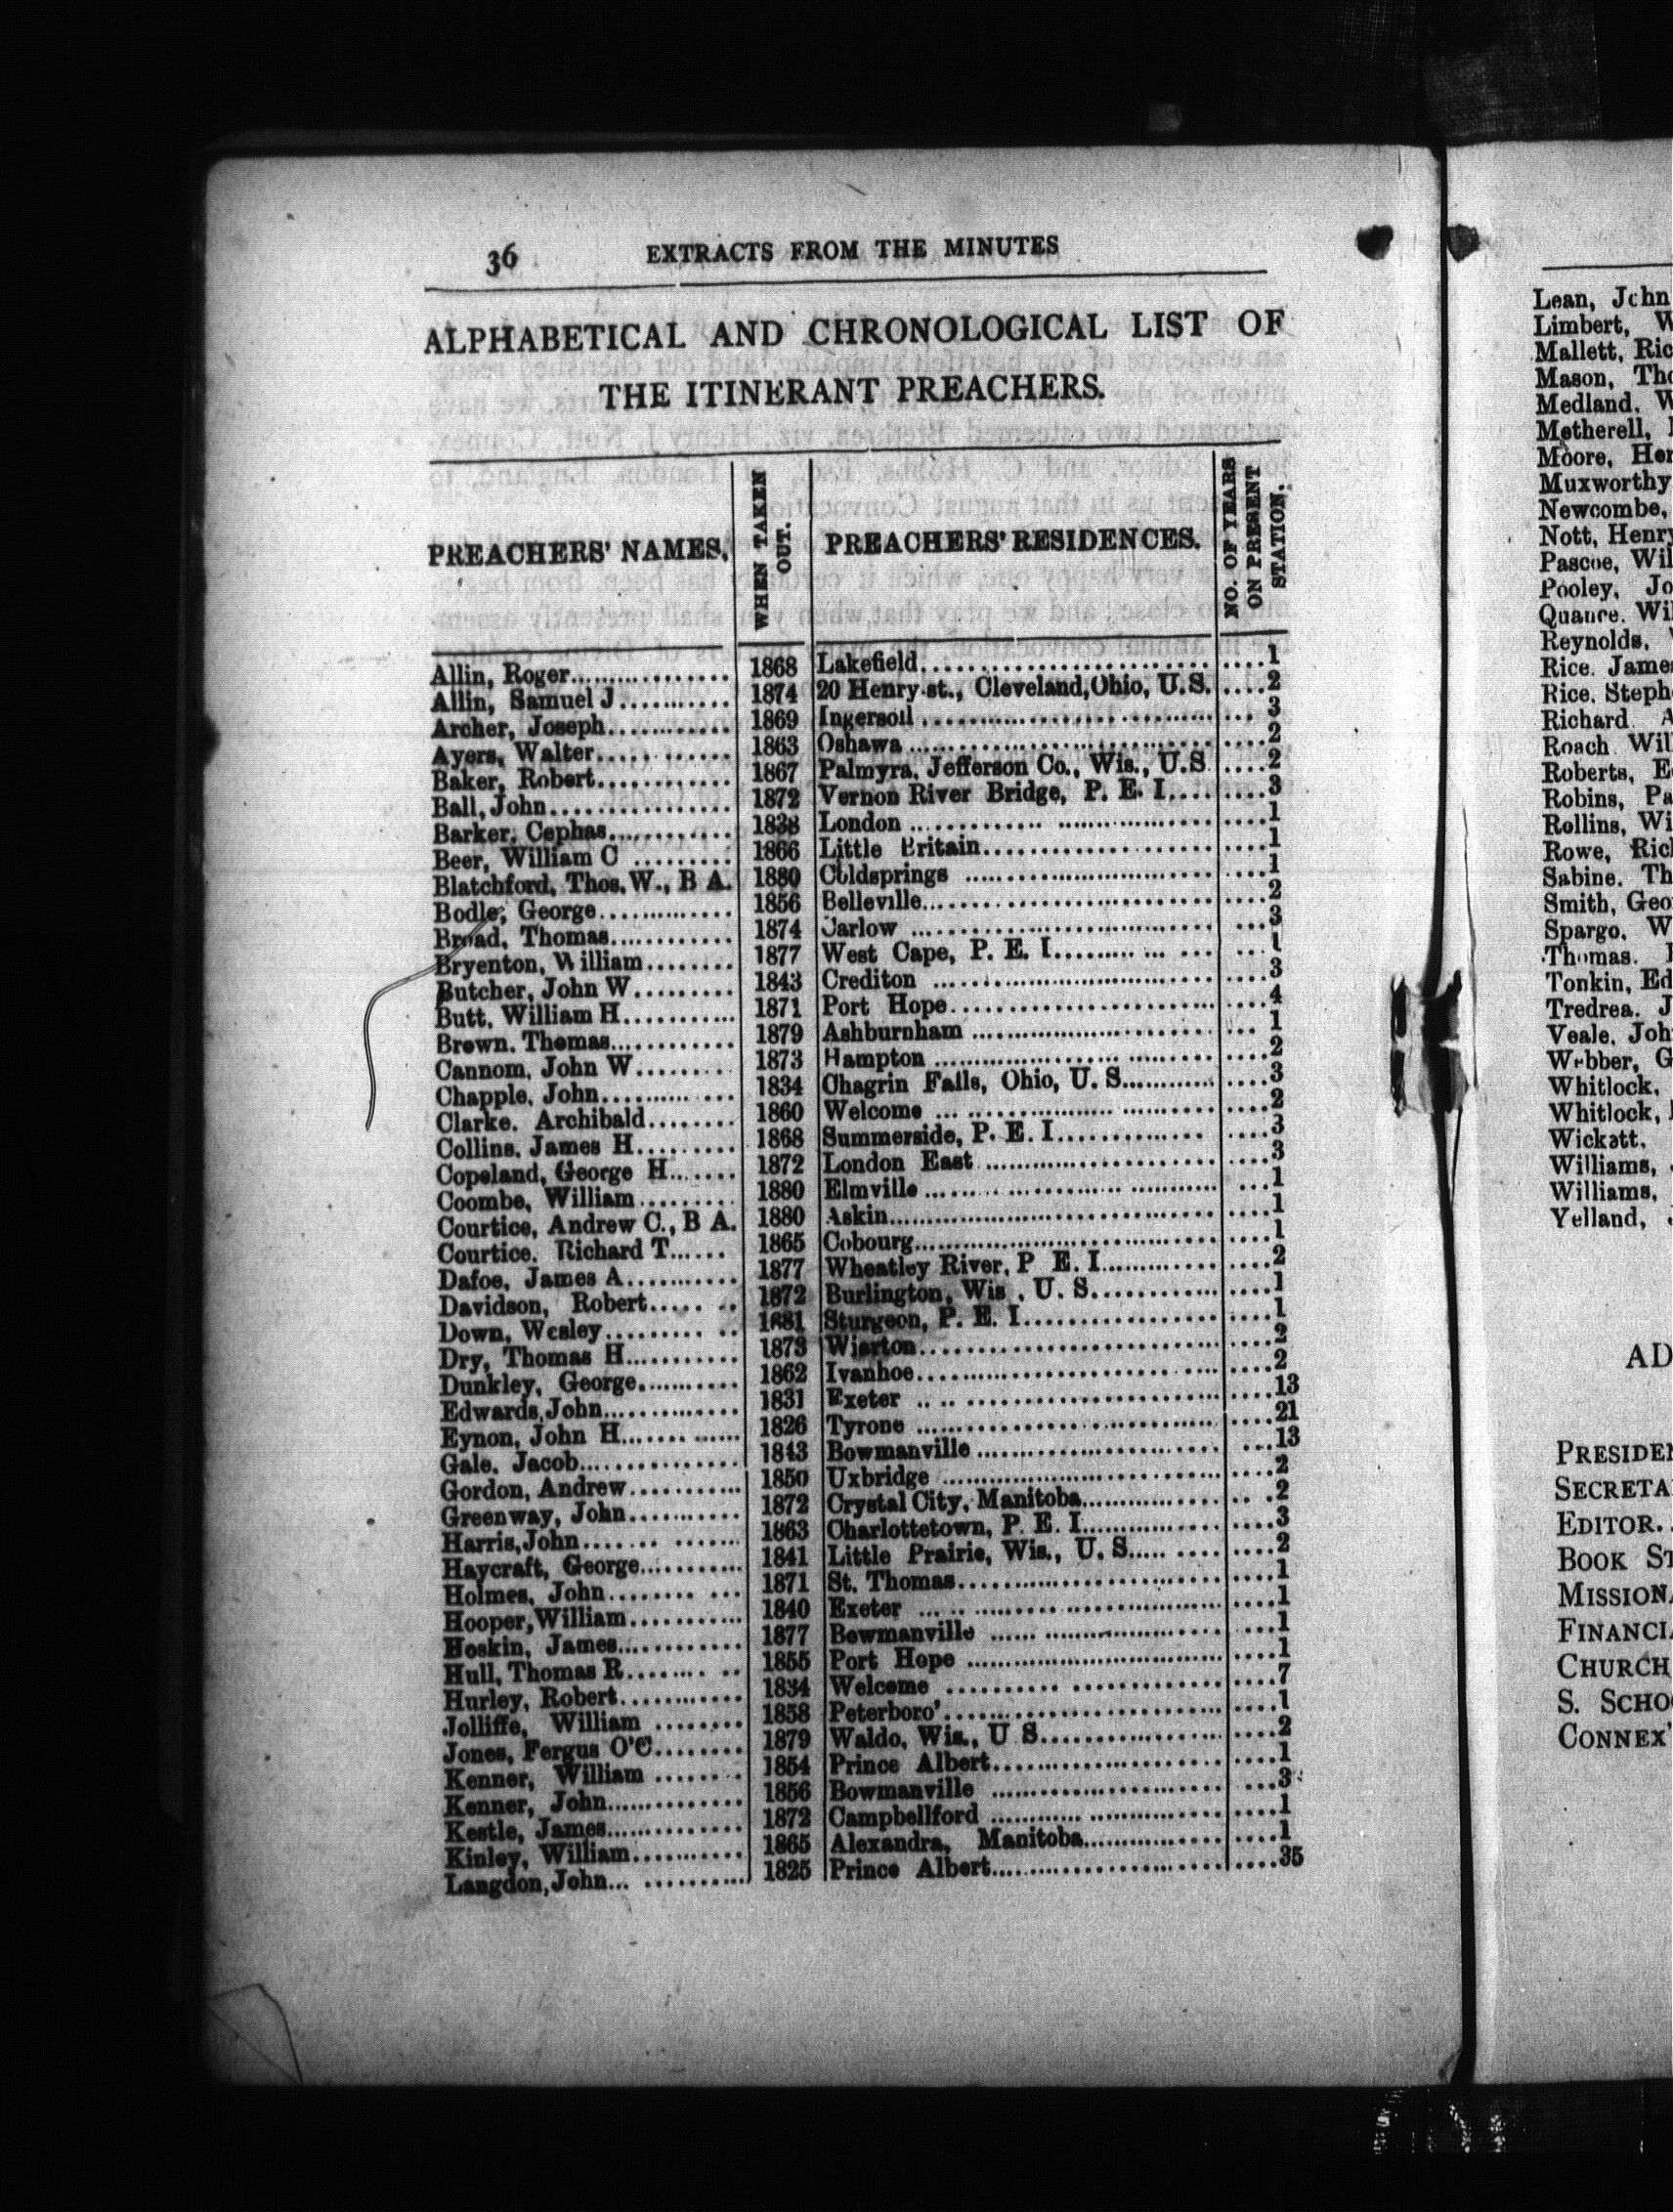 36 EXTRACTS FROM THE MINUTES
ALPHABETICAL AND CHRONOLOGICAL LIST OF
THE ITINERANT PREACHERS.
PREACHERS' NAMES. WHEN TAKEN OUT. PREACHERS' RESIDENCES. NO. OF YEARS ON PRESENT STATION.
Allin, Roger 1868 Lakefield 1
Allin, Samuel J 1874 20 Henry st., Cleveland, Ohio, U.S. 2
Archer, Joseph 1869 Ingersoll 3
Ayers, Walter 1863 Oshawa 2
Baker, Robert 1867 Palmyra, Jefferson Co., Wis., U.S 2
Ball, John 1872 Vernon River Bridge, P. E. I. 3
Barker, Cephas 1838 London 1
Beer, William C 1866 Little Britain 1
Blatchford, Thos. W., B A. 1880 Coldsprings 1
Bodle, George 1856 Belleville 2
Broad, Thomas 1874 Carlow 3
Bryenton, William 1877 West Cape, P. E. I. 1
Butcher, John W 1843 Crediton 3
Butt, William H 1871 Port Hope 4
Brown. Thomas 1879 Ashburnham 1
Cannom, John W 1873 Hampton 2
Chapple, John 1834 Chagrin Falls, Ohio, U. S. 3
Clarke, Archibald 1860 Welcome 2
Collins, James H 1868 Summerside, P. E. I. 3
Copeland, George H 1872 London East 3
Coombe, William 1880 Elmville 1
Courtice, Andrew C., B A. 1880 Askin 1
Courtice, Richard T 1865 Cobourg 1
Dafoe, James A 1877 Wheatley River, P E. I. 2
Davidson, Robert 1872 Burlington, Wis., U. S. 1
Down, Wesley 1881 Sturgeon, P. E. I. 1
Dry, Thomas H 1873 Wiarton 2
Dunkley, George 1862 Ivanhoe 2
Edwards, John 1831 Exeter 13
Eynon, John H 1826 Tyrone 21
Gale, Jacob 1843 Bowmanville 13
Gordon, Andrew 1850 Uxbridge 2
Greenway, John 1872 Crystal City, Manitoba 2
Harris, John 1863 Charlottetown, P. E. I. 3
Haycraft, George 1841 Little Prairie, Wis., U. S. 2
Holmes, John 1871 St. Thomas 1
Hooper, William 1840 Exeter 1
Hoskin, James 1877 Bowmanville 1
Hull, Thomas R 1855 Port Hope 1
Hurley, Robert 1834 Welcome 7
Jolliffe, William 1858 Peterboro' 1
Jones, Fergus O'C 1879 Waldo, Wis., U S 2
Kenner, William 1854 Prince Albert 1
Kenner, John 1856 Bowmanville 3
Kestle, James 1872 Campbellford 1
Kinley, William 1865 Alexandra, Manitoba 1
Langdon, John 1825 Prince Albert 35
Lean, John
Limbert, W
Mallett, Ric
Mason, Tho
Medland, W
Metherell,
Moore, Hen
Muxworthy
Newcombe,
Nott, Henry
Pascoe, Wil
Pooley, Jo
Quance. Wi
Reynolds,
Rice. James
Rice, Steph
Richard A
Roach Wil
Roberts, E
Robins, Pa
Rollins, Wi
Rowe, Ric
Sabine. Th
Smith, Geo
Spargo. W
Thomas.
Tonkin, Ed
Tredrea. J
Veale, Joh
Webber, G
Whitlock,
Whitlock,
Wickett,
Williams,
Williams,
Yelland,
AD
PRESIDEN
SECRETA
EDITOR.
BOOK ST
MISSION
FINANCI
CHURCH
S. SCHO
CONNEX'